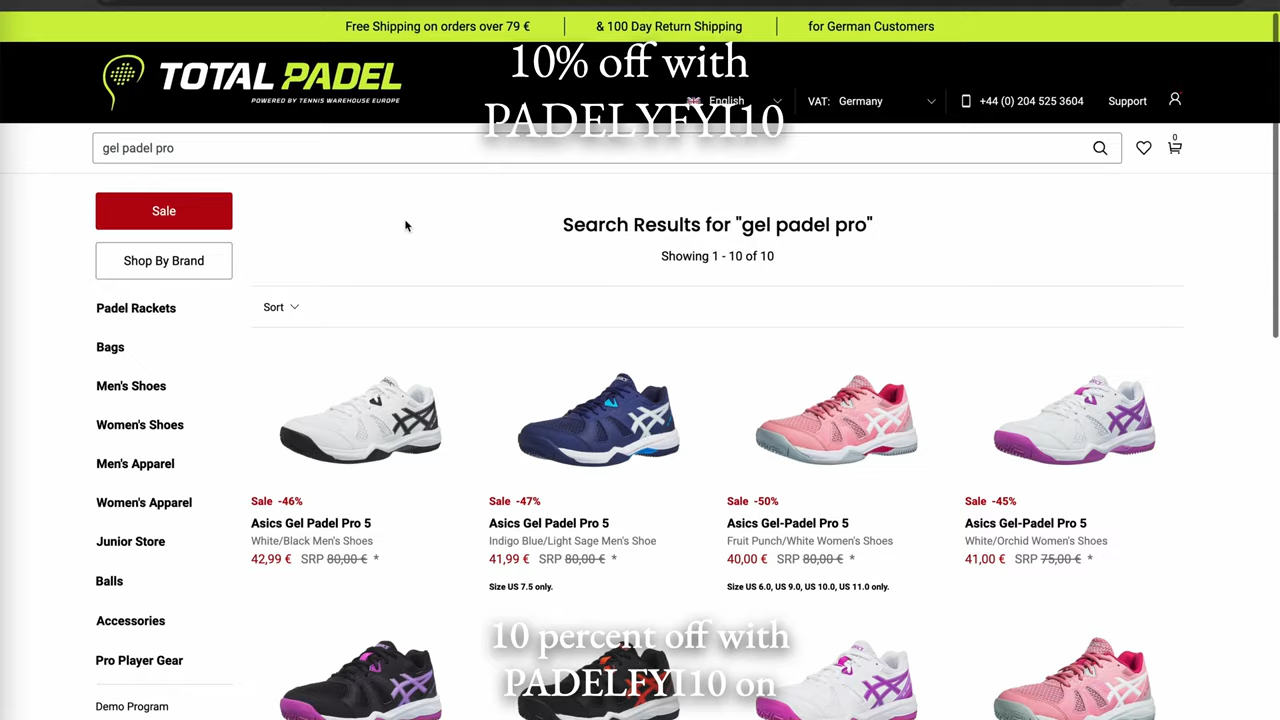 Free Shipping on orders over 79 €
& 100 Day Return Shipping
for German Customers
10% off with
PADELYFYI10
TOTAL PADEL
POWERED BY TENNIS WAREHOUSE EUROPE
English
VAT: Germany
+44 (0) 204 525 3604
Support
gel padel pro
0
Sale
Shop By Brand
Padel Rackets
Bags
Men's Shoes
Women's Shoes
Men's Apparel
Women's Apparel
Junior Store
Balls
Accessories
Pro Player Gear
Demo Program
Search Results for "gel padel pro"
Showing 1 - 10 of 10
Sort
Sale -46%
Asics Gel Padel Pro 5
White/Black Men's Shoes
42,99 € SRP 80,00 € *
Sale -47%
Asics Gel Padel Pro 5
Indigo Blue/Light Sage Men's Shoe
41,99 € SRP 80,00 € *
Size US 7.5 only.
Sale -50%
Asics Gel-Padel Pro 5
Fruit Punch/White Women's Shoes
40,00 € SRP 80,00 € *
Size US 6.0, US 9.0, US 10.0, US 11.0 only.
Sale -45%
Asics Gel-Padel Pro 5
White/Orchid Women's Shoes
41,00 € SRP 75,00 € *
10 percent off with
PADELFYI10 on